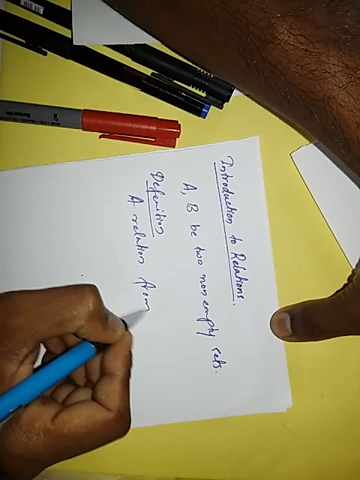 Introduction to Relations.
A, B be two non empty sets.
Definition
A relation from